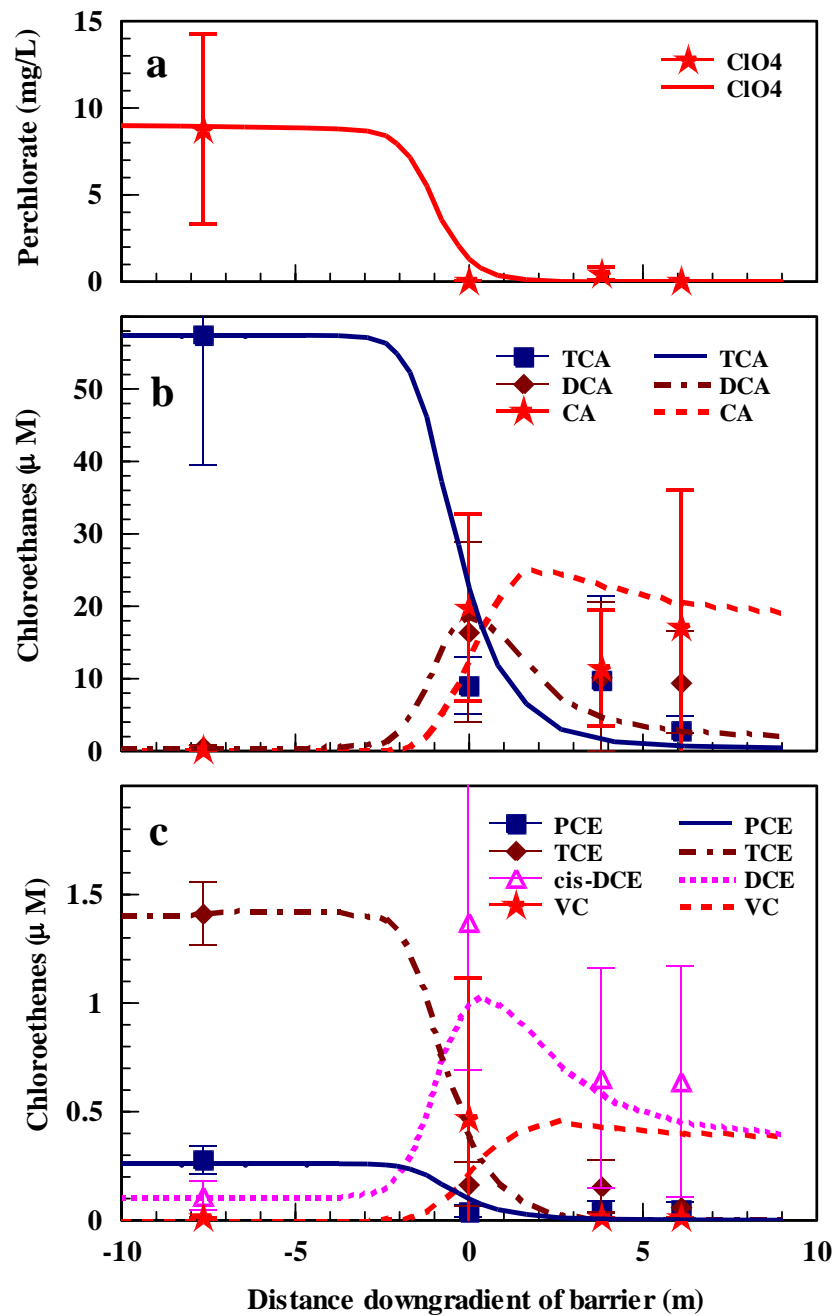 15
10
5
0
Perchlorate (mg/L)
a
ClO4
ClO4
50
40
30
20
10
0
Chloroethanes (μ M)
b
TCA TCA
DCA DCA
CA CA
1.5
1
0.5
0
Chloroethenes (μ M)
c
PCE PCE
TCE TCE
cis-DCE DCE
VC VC
-10 -5 0 5 10
Distance downgradient of barrier (m)